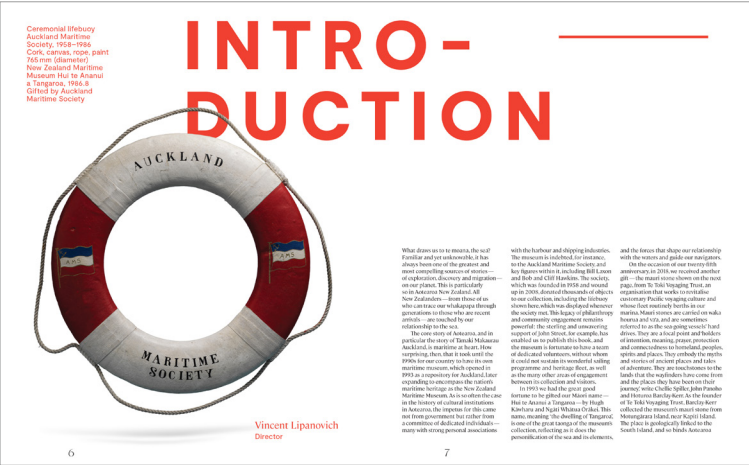 Ceremonial lifebuoy
Auckland Maritime
Society, 1958–1986
Cork, canvas, rope, paint
765 mm (diameter)
New Zealand Maritime
Museum Hui te Ananui
a Tangaroa, 1986.8
Gifted by Auckland
Maritime Society
INTRO-
DUCTION
AUCKLAND
AMS
AMS
MARITIME
SOCIETY
Vincent Lipanovich
Director
6
What draws us to te moana, the sea?
Familiar and yet unknowable, it has
always been one of the greatest and
most compelling sources of stories —
of exploration, discovery and migration —
on our planet. This is particularly
so in Aotearoa New Zealand. All
New Zealanders — from those of us
who can trace our whakapapa through
generations to those who are recent
arrivals — are touched by our
relationship to the sea.
The core story of Aotearoa, and in
particular the story of Tāmaki Makaurau
Auckland, is maritime at heart. How
surprising, then, that it took until the
1990s for our country to have its own
maritime museum, which opened in
1993 as a repository for Auckland, later
expanding to encompass the nation's
maritime heritage as the New Zealand
Maritime Museum. As is so often the case
in the history of cultural institutions
in Aotearoa, the impetus for this came
not from government but rather from
a committee of dedicated individuals —
many with strong personal associations
with the harbour and shipping industries.
The museum is indebted, for instance,
to the Auckland Maritime Society and
key figures within it, including Bill Laxon
and Bob and Cliff Hawkins. The society,
which was founded in 1958 and wound
up in 2008, donated thousands of objects
to our collection, including the lifebuoy
shown here, which was displayed whenever
the society met. This legacy of philanthropy
and community engagement remains
powerful: the sterling and unwavering
support of John Street, for example, has
enabled us to publish this book, and
the museum is fortunate to have a team
of dedicated volunteers, without whom
it could not sustain its wonderful sailing
programme and heritage fleet, as well
as the many other areas of engagement
between its collection and visitors.
In 1993 we had the great good
fortune to be gifted our Māori name —
Hui te Ananui a Tangaroa — by Hugh
Kawharu and Ngāti Whātua Ōrākei. This
name, meaning 'the dwelling of Tangaroa',
is one of the great taonga of the museum's
collection, reflecting as it does the
personification of the sea and its elements,
and the forces that shape our relationship
with the waters and guide our navigators.
On the occasion of our twenty-fifth
anniversary, in 2018, we received another
gift — the mauri stone shown on the next
page, from Te Toki Voyaging Trust, an
organisation that works to revitalise
customary Pacific voyaging culture and
whose fleet routinely berths in our
marina. Mauri stones are carried on waka
hourua and vaʻa, and are sometimes
referred to as the sea-going vessels' hard
drives. They are a focal point and 'holders
of intention, meaning, prayer, protection
and connectedness to homeland, peoples,
spirits and places. They embody the myths
and stories of ancient places and tales
of adventure. They are touchstones to the
lands that the wayfinders have come from
and the places they have been on their
journey,' write Chellie Spiller, John Panoho
and Hoturoa Barclay-Kerr. As the founder
of Te Toki Voyaging Trust, Barclay-Kerr
collected the museum's mauri stone from
Motungārara Island, near Kapiti Island.
The place is geologically linked to the
South Island, and so binds Aotearoa
7